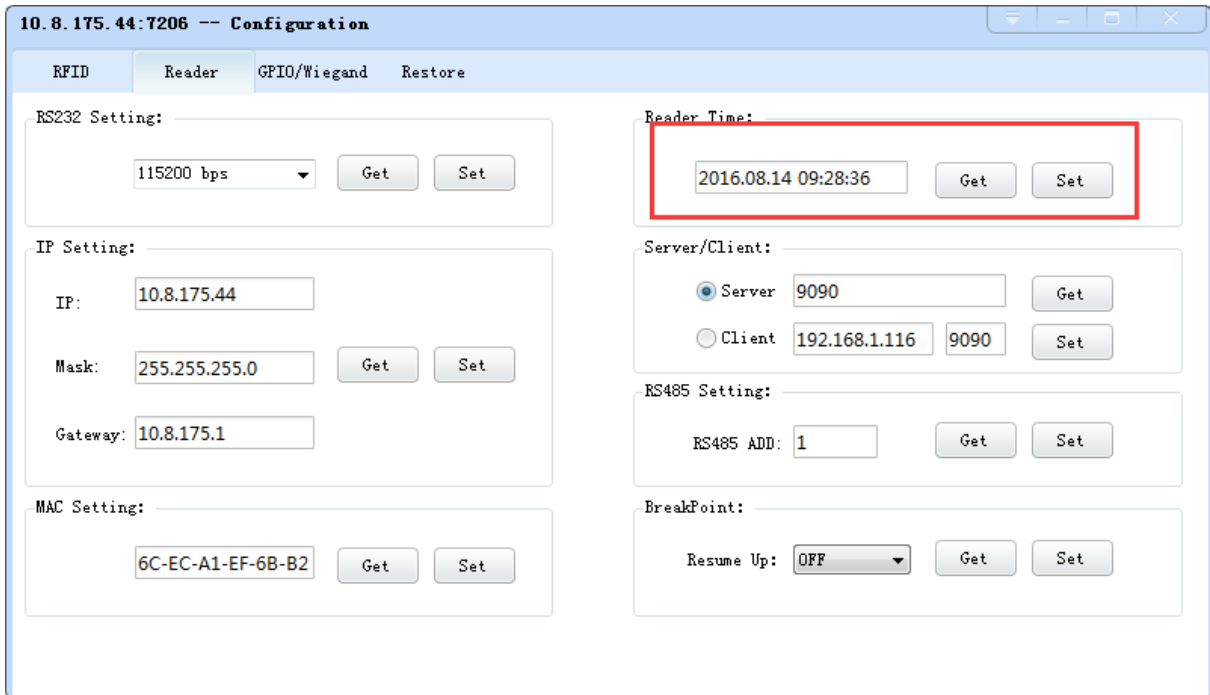 10.8.175.44:7206 -- Configuration
RFID Reader GPIO/Wiegand Restore
RS232 Setting:
115200 bps Get Set
IP Setting:
IP: 10.8.175.44
Mask: 255.255.255.0 Get Set
Gateway: 10.8.175.1
MAC Setting:
6C-EC-A1-EF-6B-B2 Get Set
Reader Time:
2016.08.14 09:28:36 Get Set
Server/Client:
Server 9090 Get
Client 192.168.1.116 9090 Set
RS485 Setting:
RS485 ADD: 1 Get Set
BreakPoint:
Resume Up: OFF Get Set